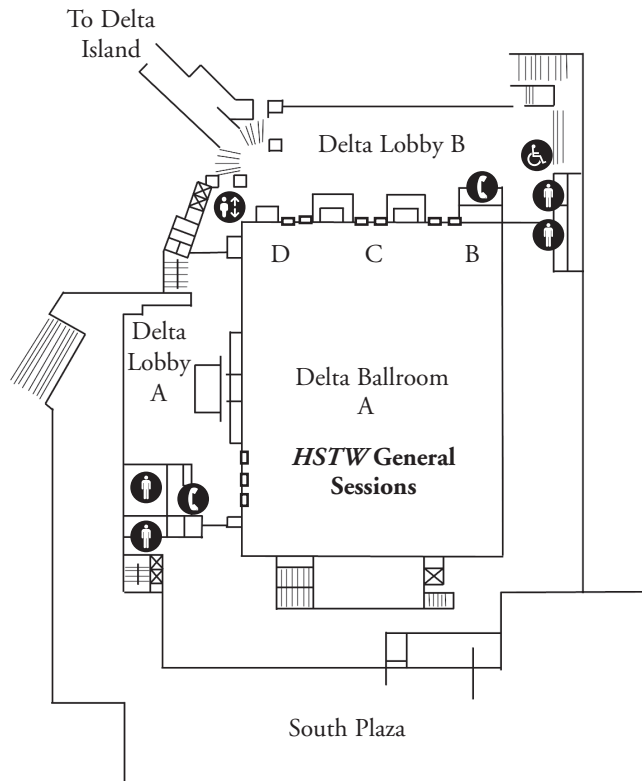 To Delta
Island
Delta Lobby B
D
C
B
Delta
Lobby
A
Delta Ballroom
A
HSTW General
Sessions
South Plaza